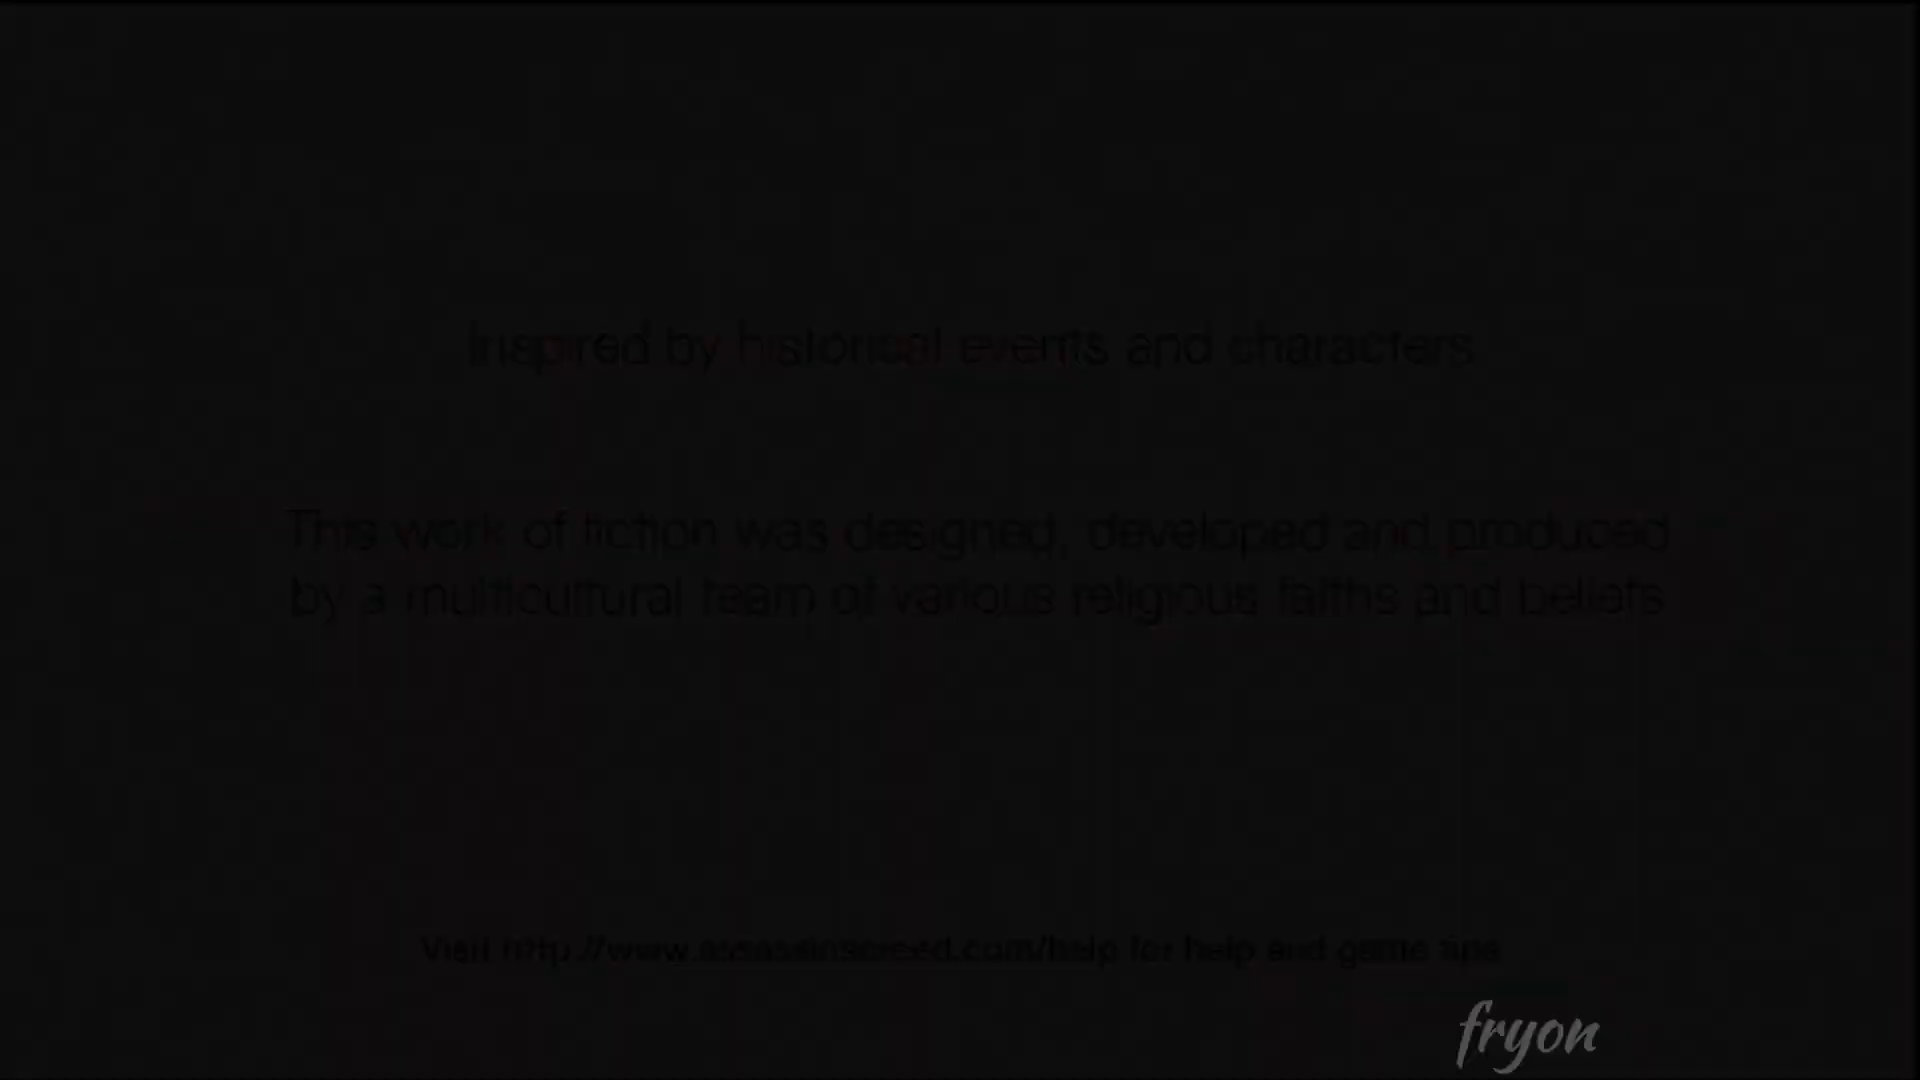 Inspired by historical events and characters
This work of fiction was designed, developed and produced
by a multicultural team of various religious faiths and beliefs
Visit http://www.assassinscreed.com/help for help and game tips
fryon